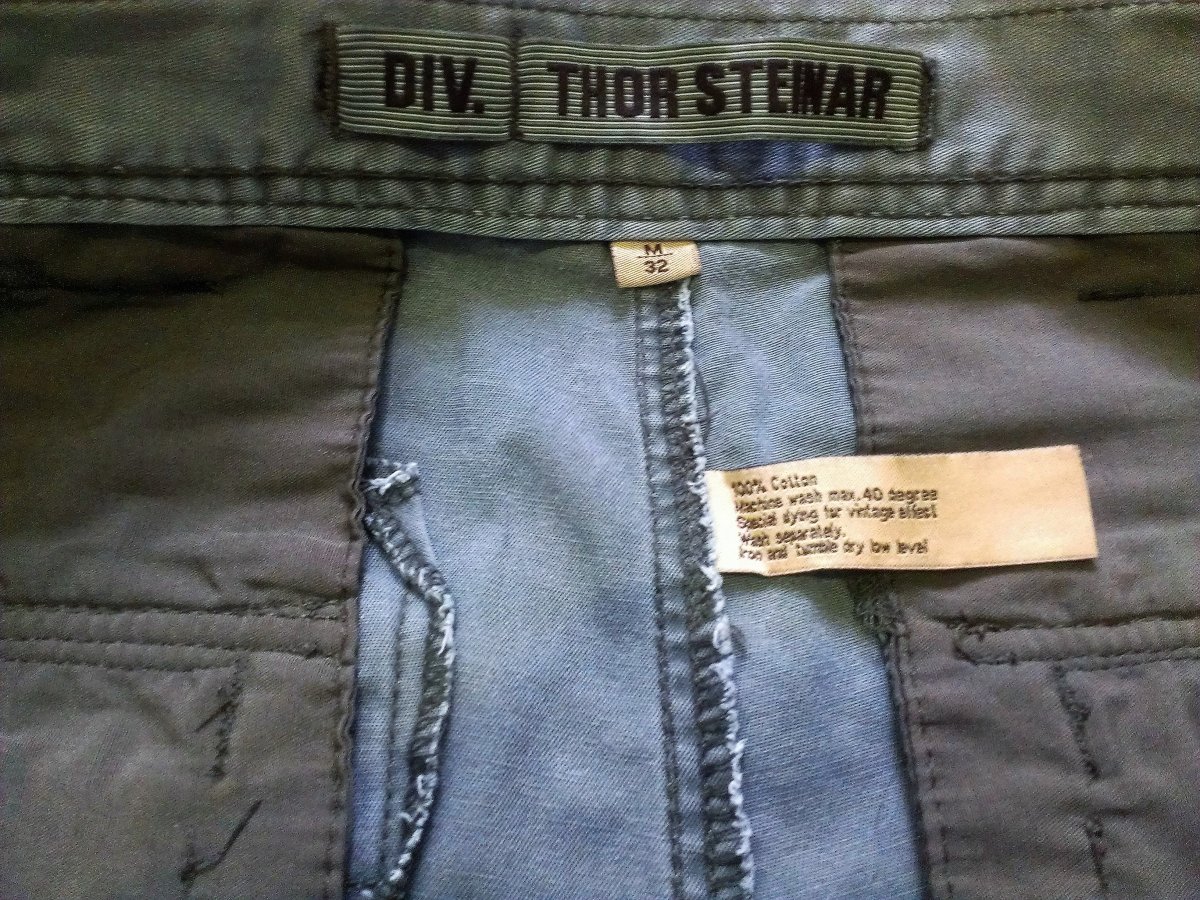 DIV. THOR STEINAR
M
32
100% Cotton
Machine wash max. 40 degree
Special dying for vintage effect
Wash separately.
Iron and tumble dry low level